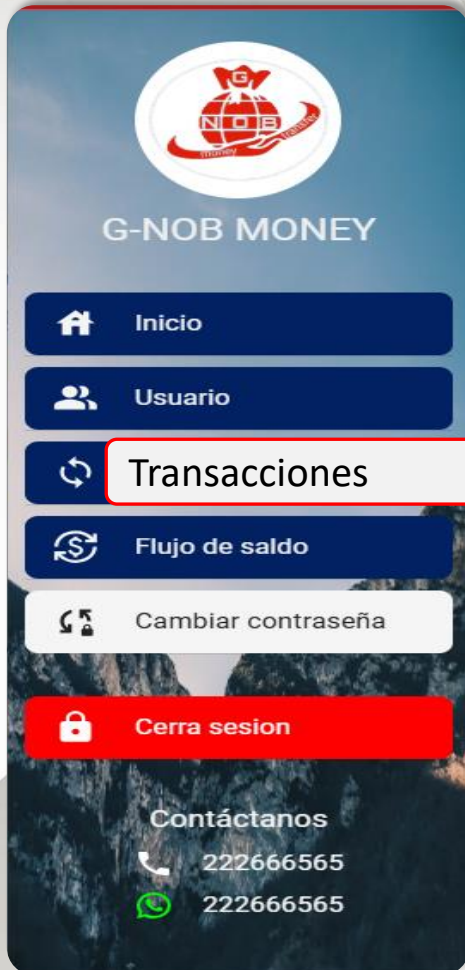 G
NOB
money transfer
G-NOB MONEY
Inicio
Usuario
Transacciones
Flujo de saldo
Cambiar contraseña
Cerra sesion
Contáctanos
222666565
222666565